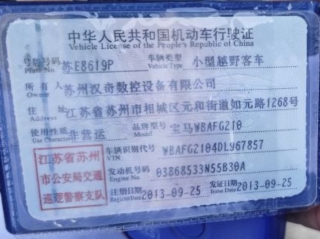 中华人民共和国机动车行驶证
Vehicle License of the People's Republic of China
号牌号码 苏E8619P 车辆类型 小型越野客车
Plate No. Vehicle Type
所有人 苏州汉奇数控设备有限公司
Owner
住址 江苏省苏州市相城区元和街道如元路1268号
Address
使用性质 非营运 品牌型号 宝马WBAFG210
Use Character Model
江苏省苏州 车辆识别代号 WBAFG2104DL967857
VIN
市公安局交通 发动机号码 03868533N55B30A
Engine No.
巡逻警察支队 注册日期 2013-09-25 发证日期 2013-09-25
Register Date Issue Date